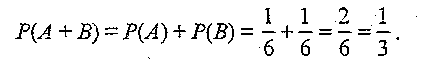 P(A + B) = P(A) + P(B) = 1/6 + 1/6 = 2/6 = 1/3 .